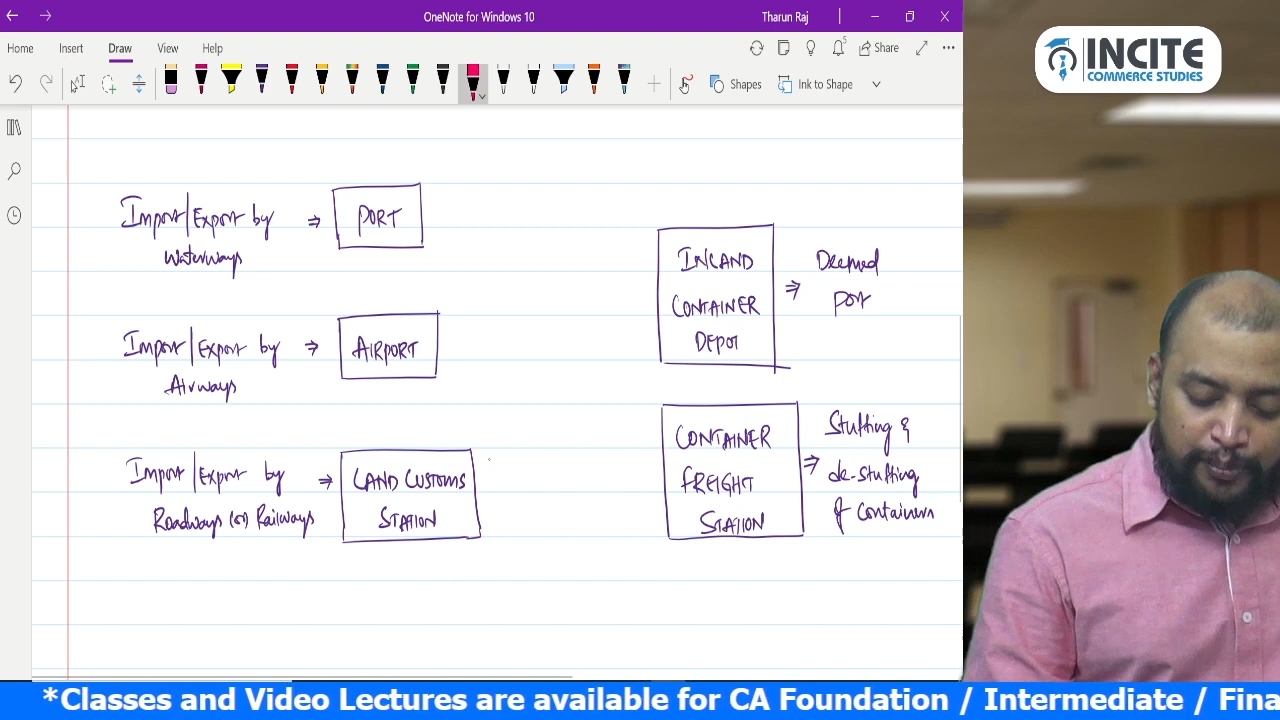 OneNote for Windows 10
Tharun Raj
Home Insert Draw View Help
5
Share
Shapes
Ink to Shape
INCITE
COMMERCE STUDIES
Import|Export by
Waterways
⇒ PORT
Import|Export by
Airways
⇒ AIRPORT
Import|Export by
Roadways (or) Railways
⇒ LAND CUSTOMS
STATION
INLAND
CONTAINER
DEPOT
⇒ Deemed
port
CONTAINER
FREIGHT
STATION
⇒ Stuffing &
de-stuffing
of containers
*Classes and Video Lectures are available for CA Foundation / Intermediate / Fina